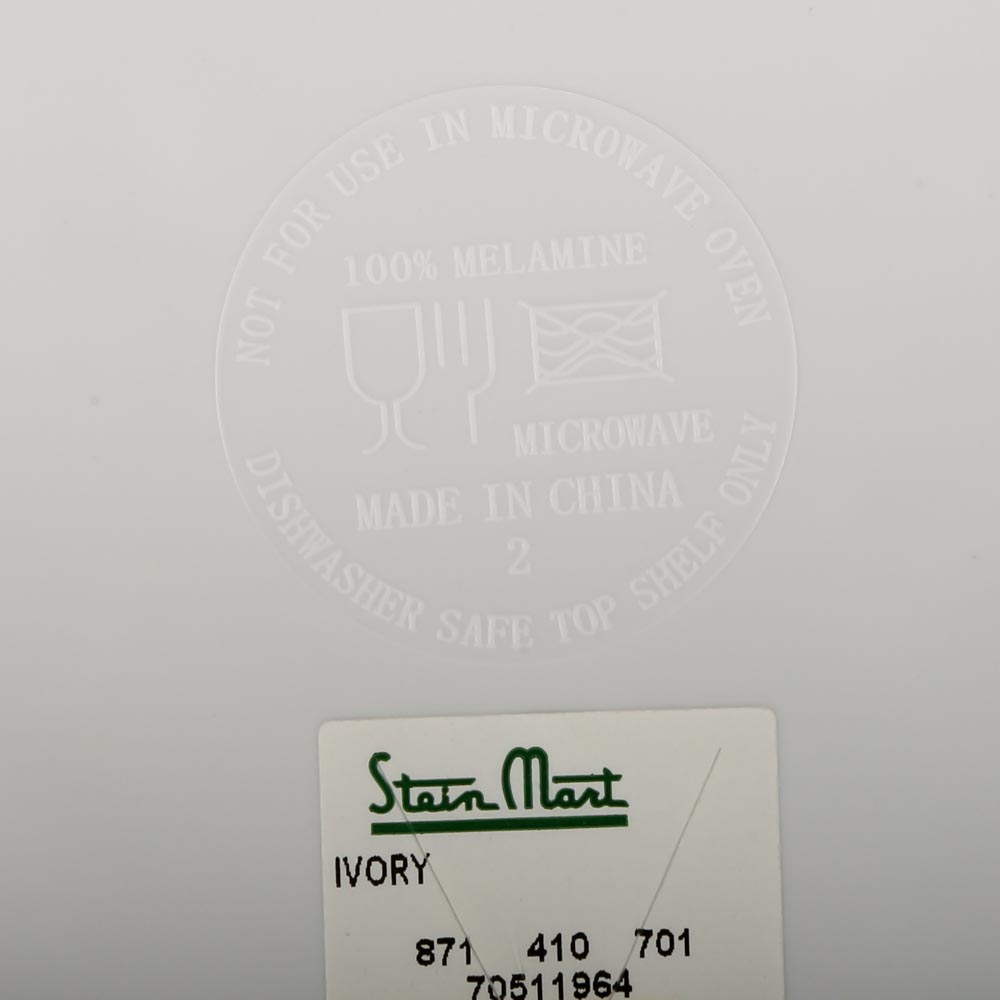 NOT FOR USE IN MICROWAVE OVEN
100% MELAMINE
MICROWAVE
MADE IN CHINA
2
DISHWASHER SAFE TOP SHELF ONLY
Stein Mart
IVORY
871 410 701
70511964